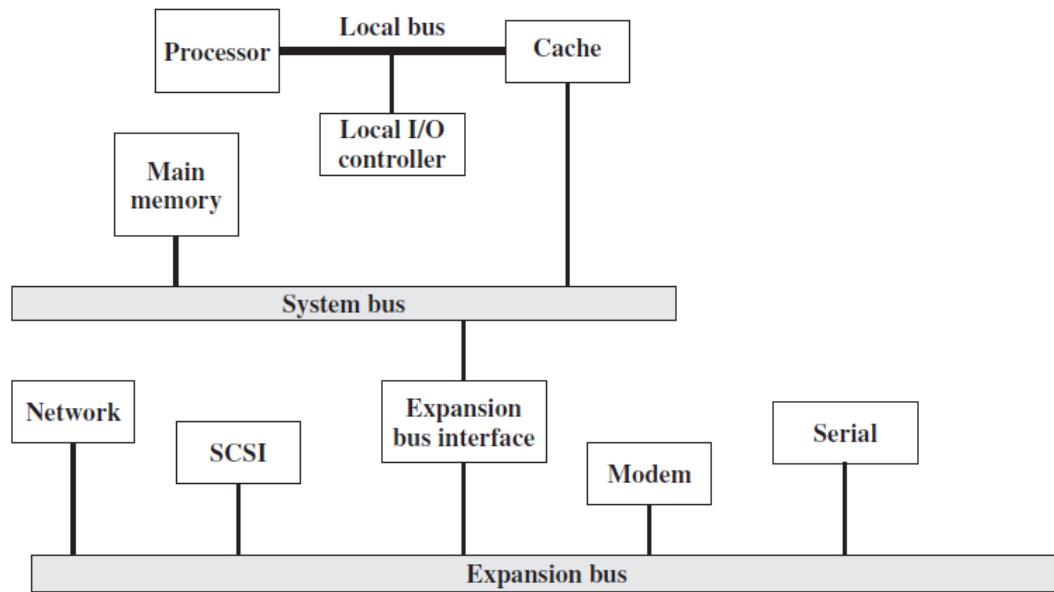 Local bus
Processor
Cache
Local I/O
controller
Main
memory
System bus
Network
SCSI
Expansion
bus interface
Modem
Serial
Expansion bus